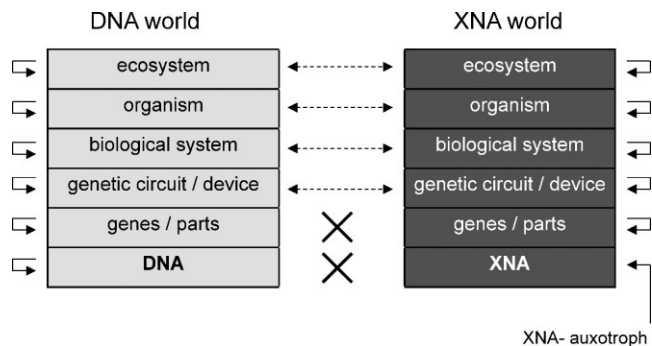 DNA world
XNA world
ecosystem
ecosystem
organism
organism
biological system
biological system
genetic circuit / device
genetic circuit / device
genes / parts
genes / parts
DNA
XNA
XNA- auxotroph